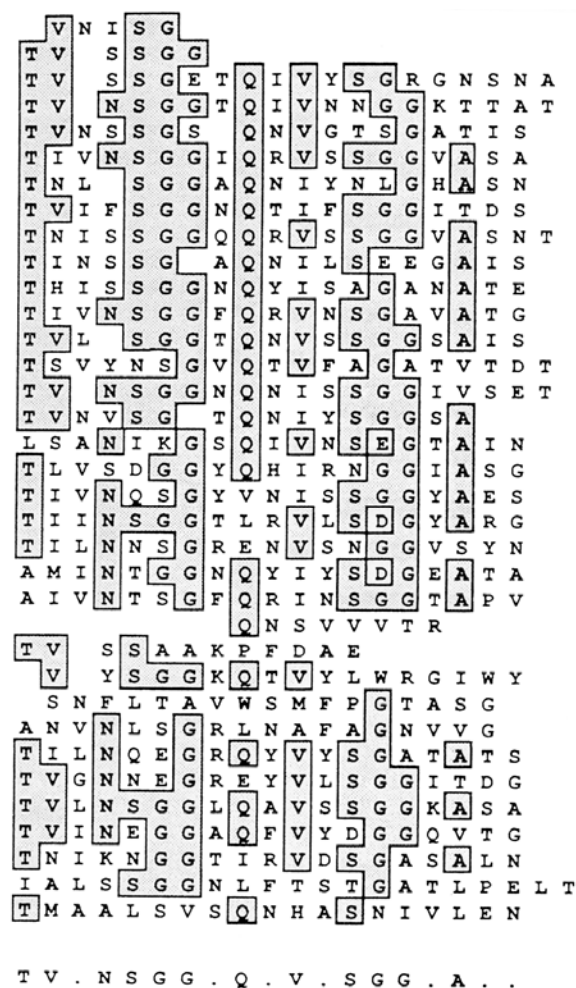 V N I S G
T V S S G G
T V S S G E T Q I V Y S G R G N S N A
T V N S G G T Q I V N N G G K T T A T
T V N S S G S Q N V G T S G A T I S
T I V N S G G I Q R V S S G G V A S A
T N L S G G A Q N I Y N L G H A S N
T V I F S G G N Q T I F S G G I T D S
T N I S S G G Q Q R V S S G G V A S N T
T I N S S G A Q N I L S E E G A I S
T H I S S G G N Q Y I S A G A N A T E
T I V N S G G F Q R V N S G A V A T G
T V L S G G T Q N V S S G G S A I S
T S V Y N S G V Q T V F A G A T V T D T
T V N S G G N Q N I S S G G I V S E T
T V N V S G T Q N I Y S G G S A
L S A N I K G S Q I V N S E G T A I N
T L V S D G G Y Q H I R N G G I A S G
T I V N Q S G Y V N I S S G G Y A E S
T I I N S G G T L R V L S D G Y A R G
T I L N N S G R E N V S N G G V S Y N
A M I N T G G N Q Y I Y S D G E A T A
A I V N T S G F Q R I N S G G T A P V
Q N S V V V T R
T V S S A A K P F D A E
V Y S G G K Q T V Y L W R G I W Y
S N F L T A V W S M F P G T A S G
A N V N L S G R L N A F A G N V V G
T I L N Q E G R Q Y V Y S G A T A T S
T V G N N E G R E Y V L S G G I T D G
T V L N S G G L Q A V S S G G K A S A
T V I N E G G A Q F V Y D G G Q V T G
T N I K N G G T I R V D S G A S A L N
I A L S S G G N L F T S T G A T L P E L T
T M A A L S V S Q N H A S N I V L E N
T V . N S G G . Q . V . S G G . A . .